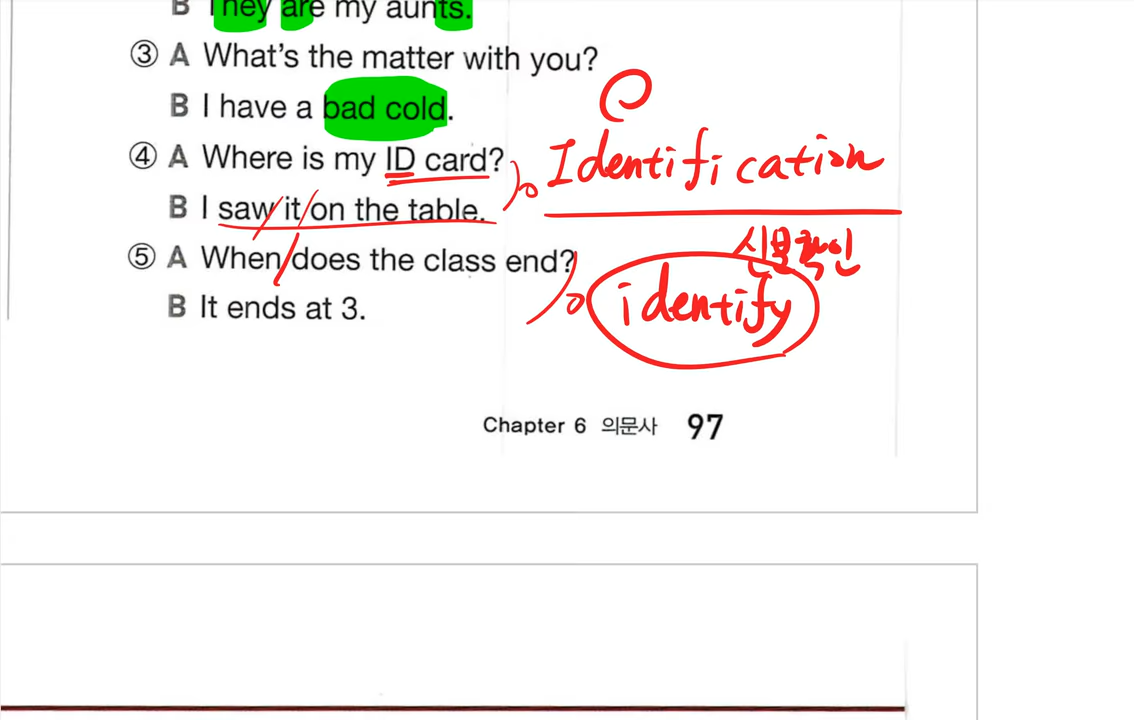 B They are my aunts.
③ A What's the matter with you?
B I have a bad cold.
④ A Where is my ID card?
Identification
B I saw it on the table.
신분확인
⑤ A When does the class end?
identify
B It ends at 3.
Chapter 6 의문사 97